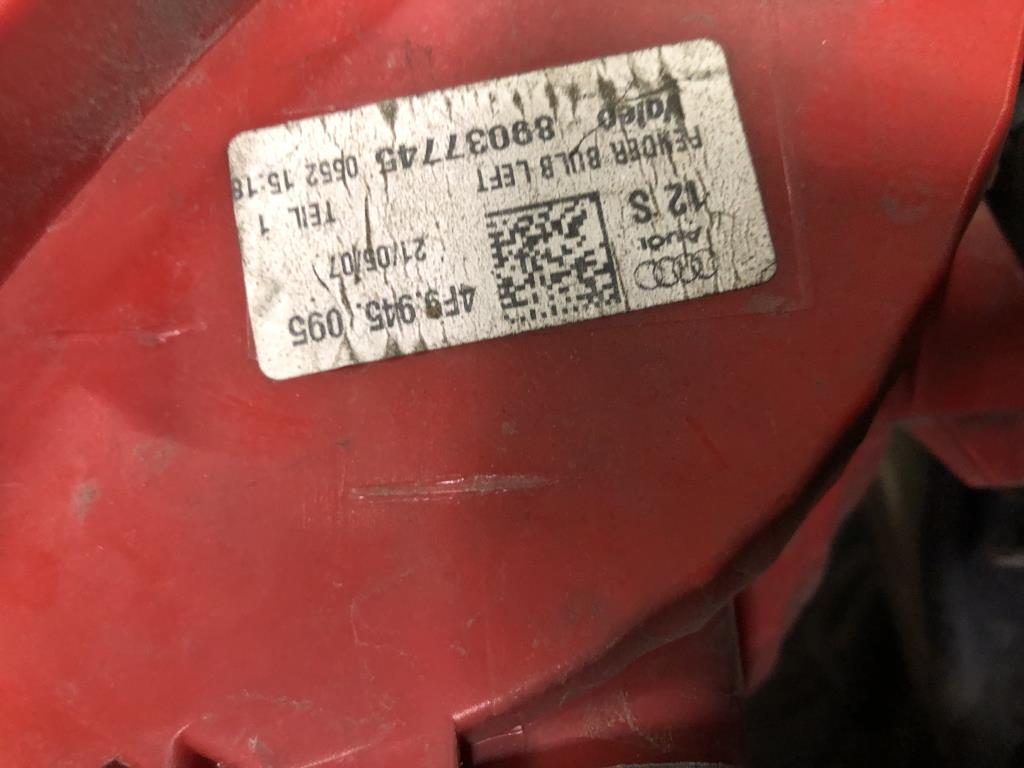 AUDI
4F9.945. 095
12 S
21/05/07
TEIL 1
FENDER BULB LEFT
Valeo
89037745 0552 15:18